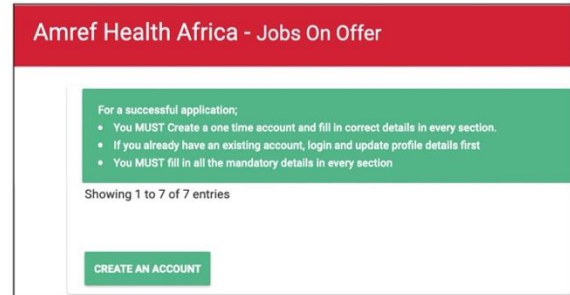 Amref Health Africa - Jobs On Offer
For a successful application;
• You MUST Create a one time account and fill in correct details in every section.
• If you already have an existing account, login and update profile details first
• You MUST fill in all the mandatory details in every section
Showing 1 to 7 of 7 entries
CREATE AN ACCOUNT